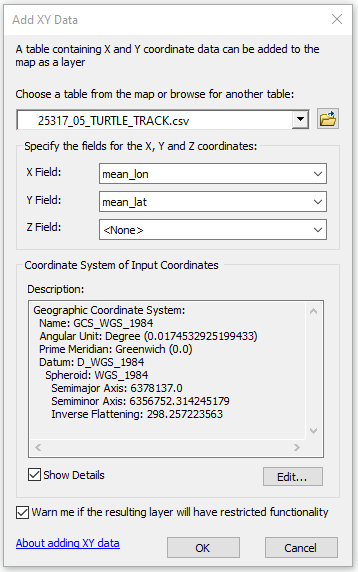 Add XY Data
A table containing X and Y coordinate data can be added to the
map as a layer
Choose a table from the map or browse for another table:
25317_05_TURTLE_TRACK.csv
Specify the fields for the X, Y and Z coordinates:
X Field: mean_lon
Y Field: mean_lat
Z Field: <None>
Coordinate System of Input Coordinates
Description:
Geographic Coordinate System:
Name: GCS_WGS_1984
Angular Unit: Degree (0.0174532925199433)
Prime Meridian: Greenwich (0.0)
Datum: D_WGS_1984
Spheroid: WGS_1984
Semimajor Axis: 6378137.0
Semiminor Axis: 6356752.314245179
Inverse Flattening: 298.257223563
Show Details Edit...
Warn me if the resulting layer will have restricted functionality
About adding XY data OK Cancel